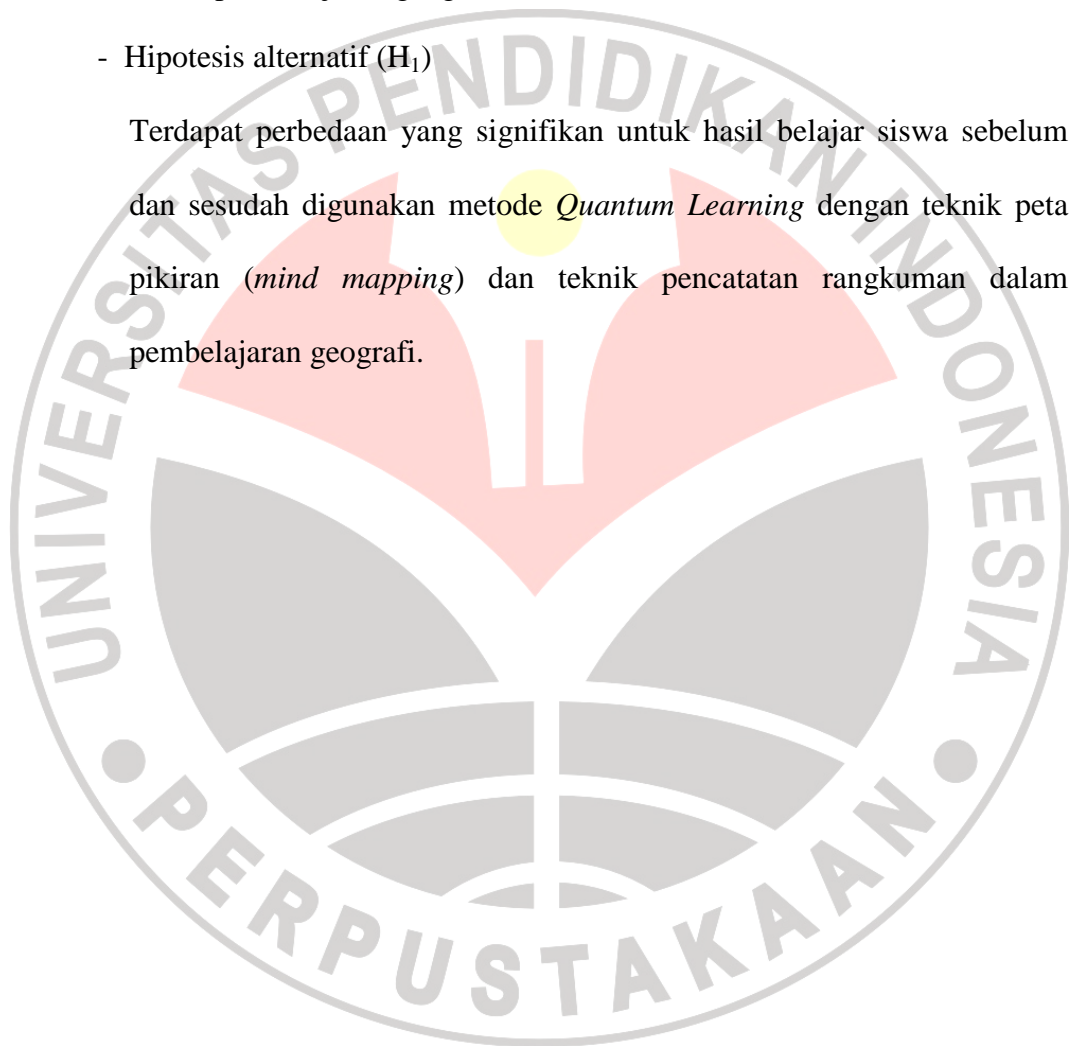 - Hipotesis alternatif (H₁)
Terdapat perbedaan yang signifikan untuk hasil belajar siswa sebelum
dan sesudah digunakan metode Quantum Learning dengan teknik peta
pikiran (mind mapping) dan teknik pencatatan rangkuman dalam
pembelajaran geografi.
UNIVERSITAS PENDIDIKAN INDONESIA
PERPUSTAKAAN